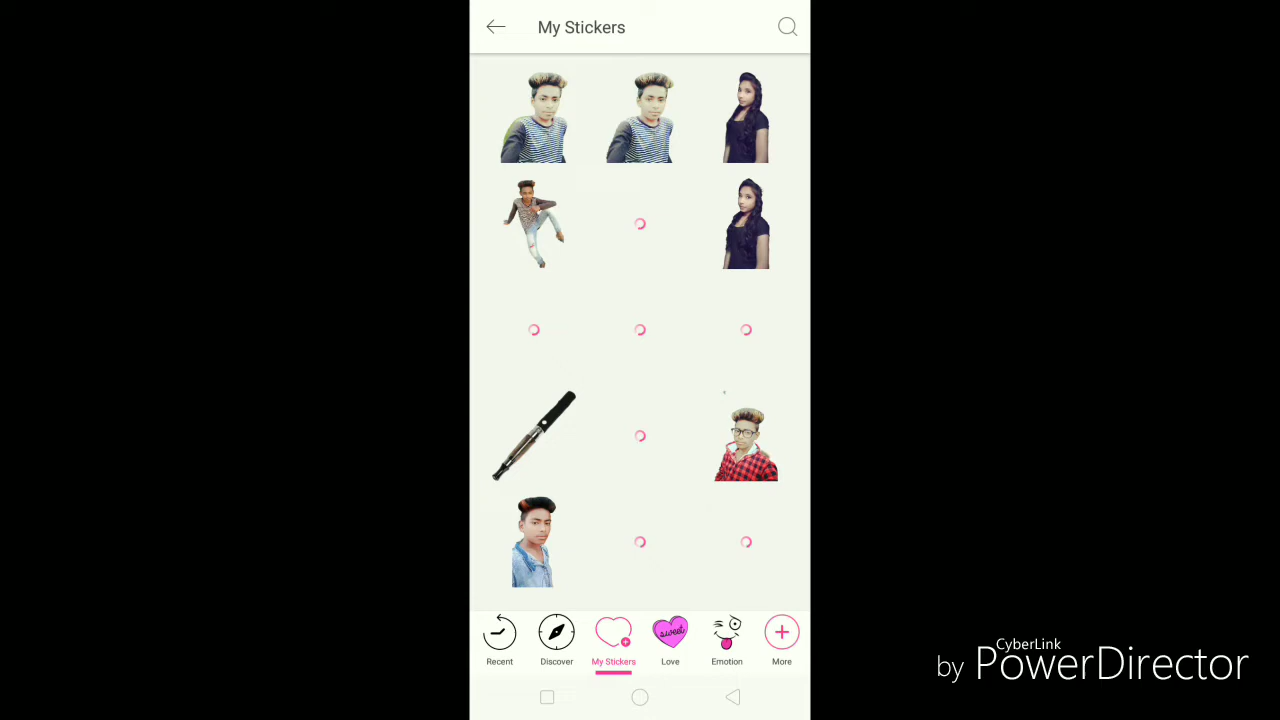 My Stickers
sweet
Recent
Discover
My Stickers
Love
Emotion
More
CyberLink
by PowerDirector